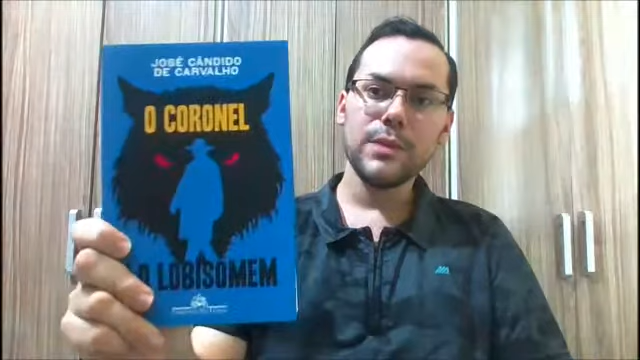 JOSÉ CÂNDIDO
DE CARVALHO
O CORONEL
O LOBISOMEM